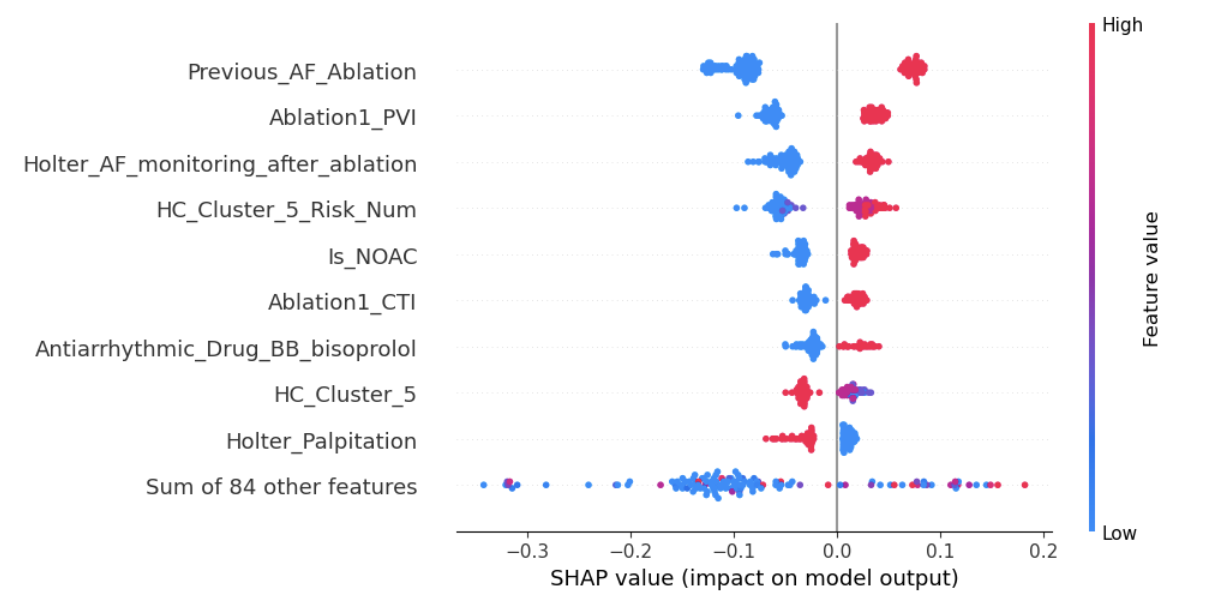 High
Previous_AF_Ablation
Ablation1_PVI
Holter_AF_monitoring_after_ablation
HC_Cluster_5_Risk_Num
Is_NOAC
Ablation1_CTI
Antiarrhythmic_Drug_BB_bisoprolol
HC_Cluster_5
Holter_Palpitation
Sum of 84 other features
Feature value
Low
−0.3 −0.2 −0.1 0.0 0.1 0.2
SHAP value (impact on model output)